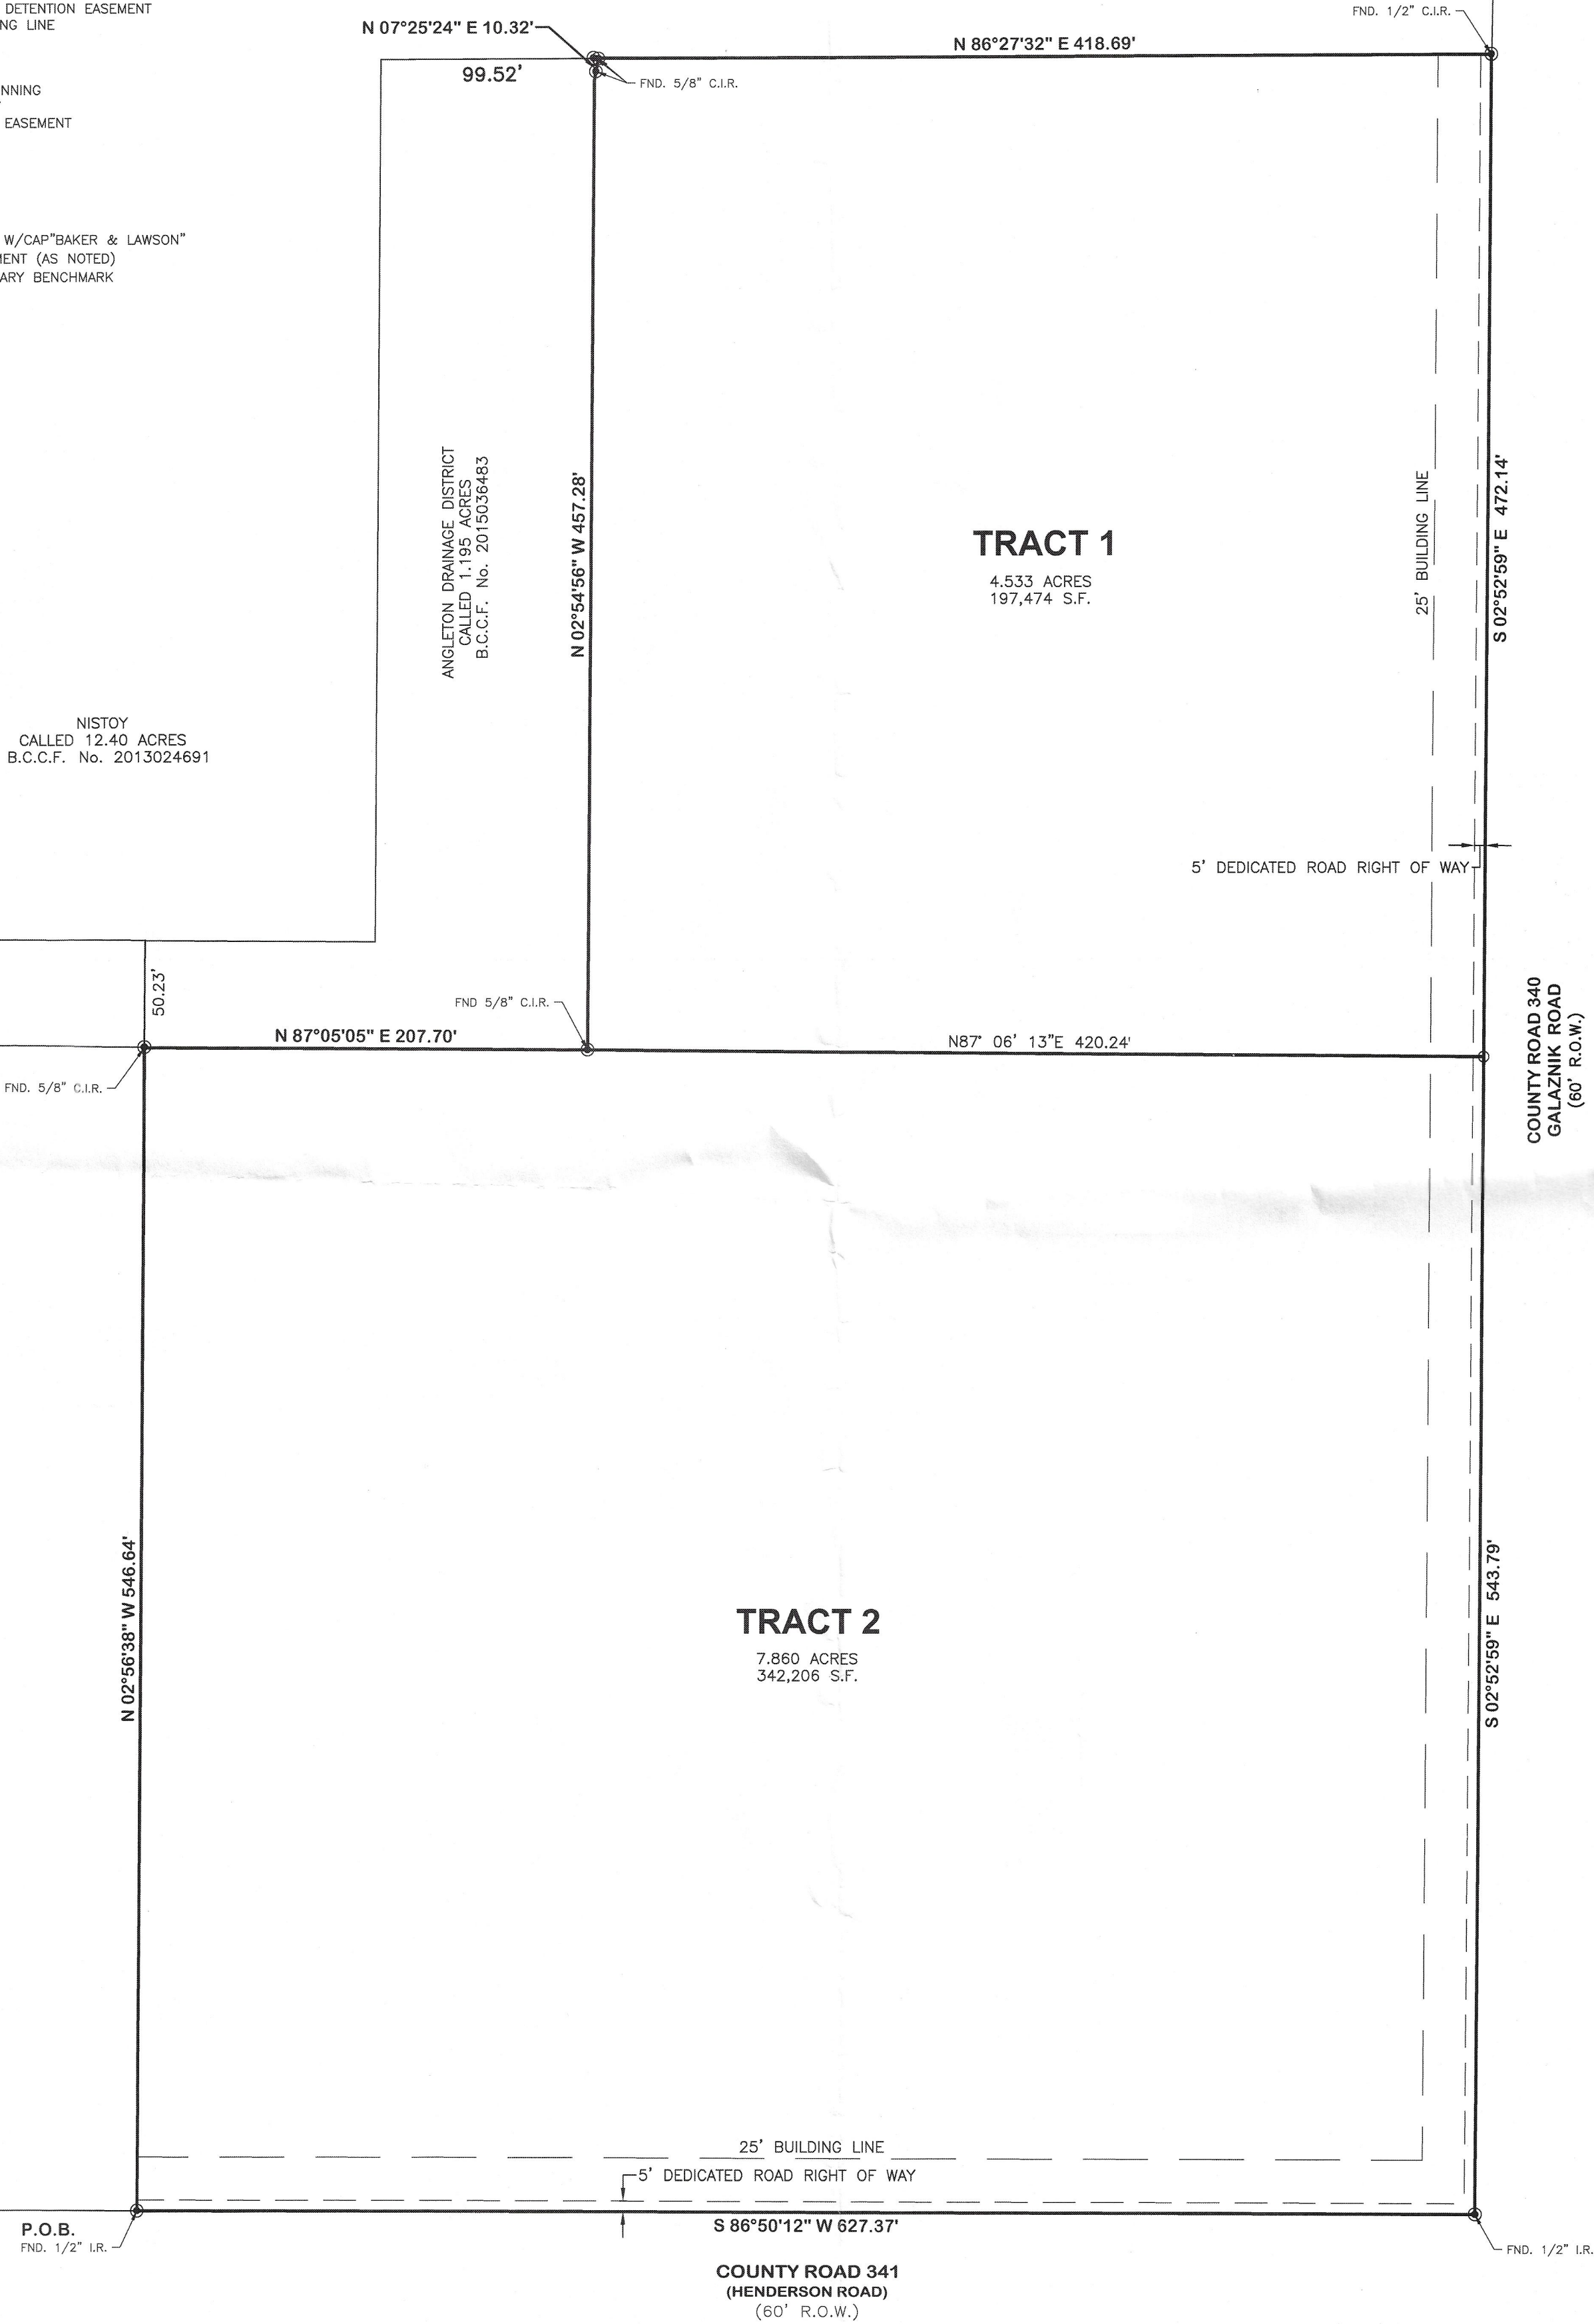 DETENTION EASEMENT
NG LINE
NNING
EASEMENT
W/CAP"BAKER & LAWSON"
MENT (AS NOTED)
ARY BENCHMARK
N 07°25'24" E 10.32'
99.52'
FND. 5/8" C.I.R.
N 86°27'32" E 418.69'
FND. 1/2" C.I.R.
ANGLETON DRAINAGE DISTRICT
CALLED 1.195 ACRES
B.C.C.F. No. 2015036483
N 02°54'56" W 457.28'
TRACT 1
4.533 ACRES
197,474 S.F.
25' BUILDING LINE
S 02°52'59" E 472.14'
NISTOY
CALLED 12.40 ACRES
B.C.C.F. No. 2013024691
5' DEDICATED ROAD RIGHT OF WAY
50.23'
FND 5/8" C.I.R.
N 87°05'05" E 207.70'
N87° 06' 13"E 420.24'
FND. 5/8" C.I.R.
COUNTY ROAD 340
GALAZNIK ROAD
(60' R.O.W.)
N 02°56'38" W 546.64'
TRACT 2
7.860 ACRES
342,206 S.F.
S 02°52'59" E 543.79'
25' BUILDING LINE
5' DEDICATED ROAD RIGHT OF WAY
P.O.B.
FND. 1/2" I.R.
S 86°50'12" W 627.37'
FND. 1/2" I.R.
COUNTY ROAD 341
(HENDERSON ROAD)
(60' R.O.W.)